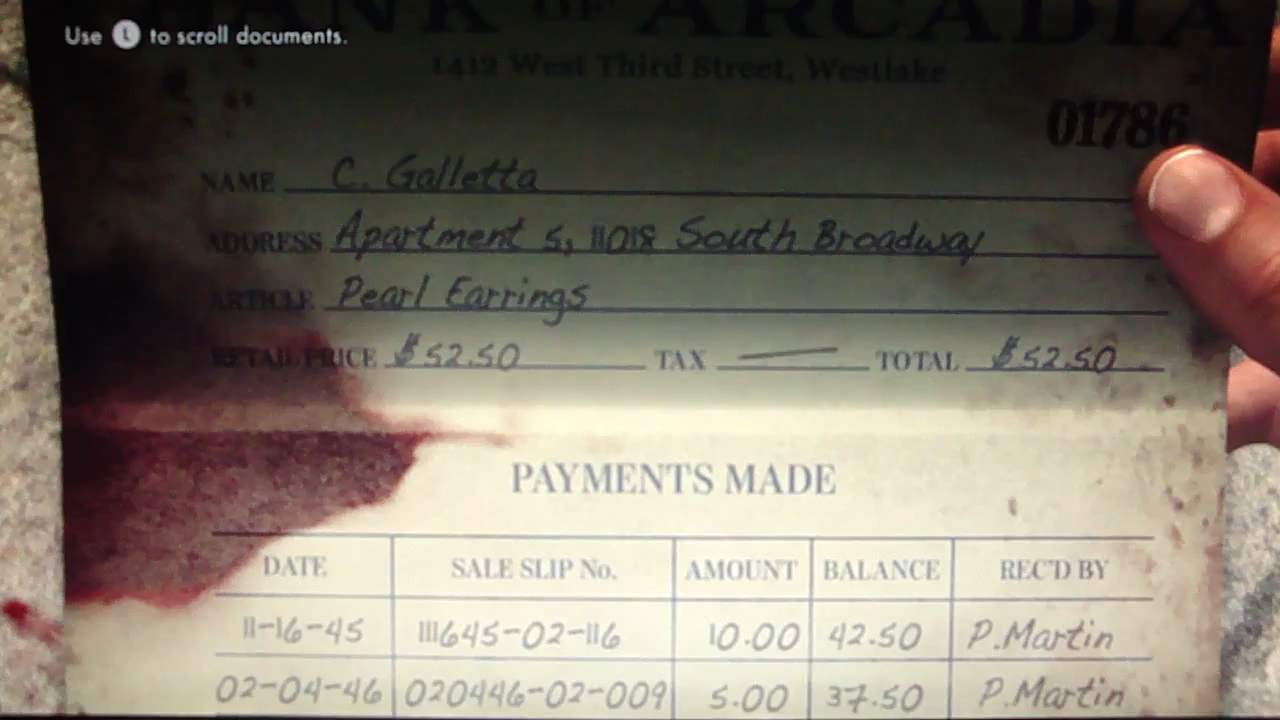 Use L to scroll documents.
BANK OF ARCADIA
1412 West Third Street, Westlake
01786
NAME C. Galletta
ADDRESS Apartment 5, 11018 South Broadway
ARTICLE Pearl Earrings
RETAIL PRICE $52.50 TAX — TOTAL $52.50
PAYMENTS MADE
DATE SALE SLIP No. AMOUNT BALANCE REC'D BY
11-16-45 111645-02-116 10.00 42.50 P.Martin
02-04-46 020446-02-009 5.00 37.50 P.Martin